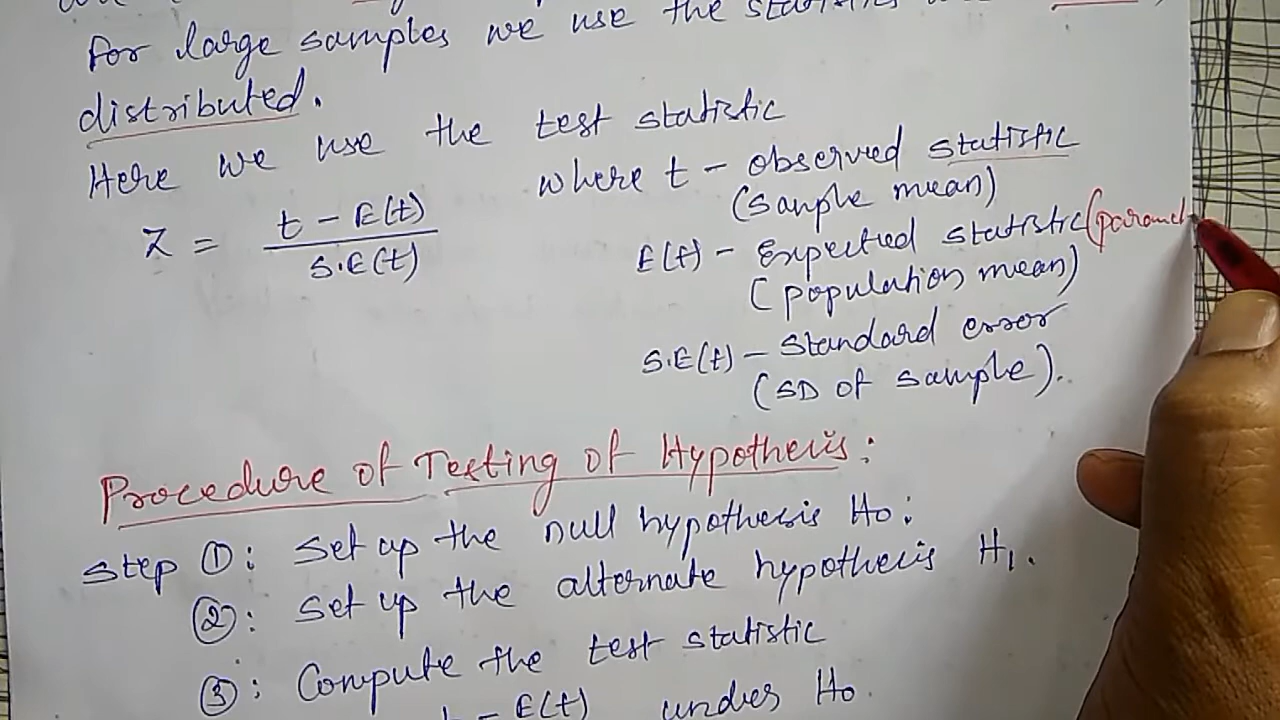 For large samples we use the
distributed.
Here we use the test statistic
Z = t - E(t) / S.E(t)
where t - observed statistic
(sample mean)
E(t) - Expected statistic (paramet
(population mean)
S.E(t) - Standard error
(SD of sample).
Procedure of Testing of Hypothesis:
Step ①: Set up the null hypothesis H0:
②: Set up the alternate hypothesis H1.
③: Compute the test statistic
- E(t) under H0.